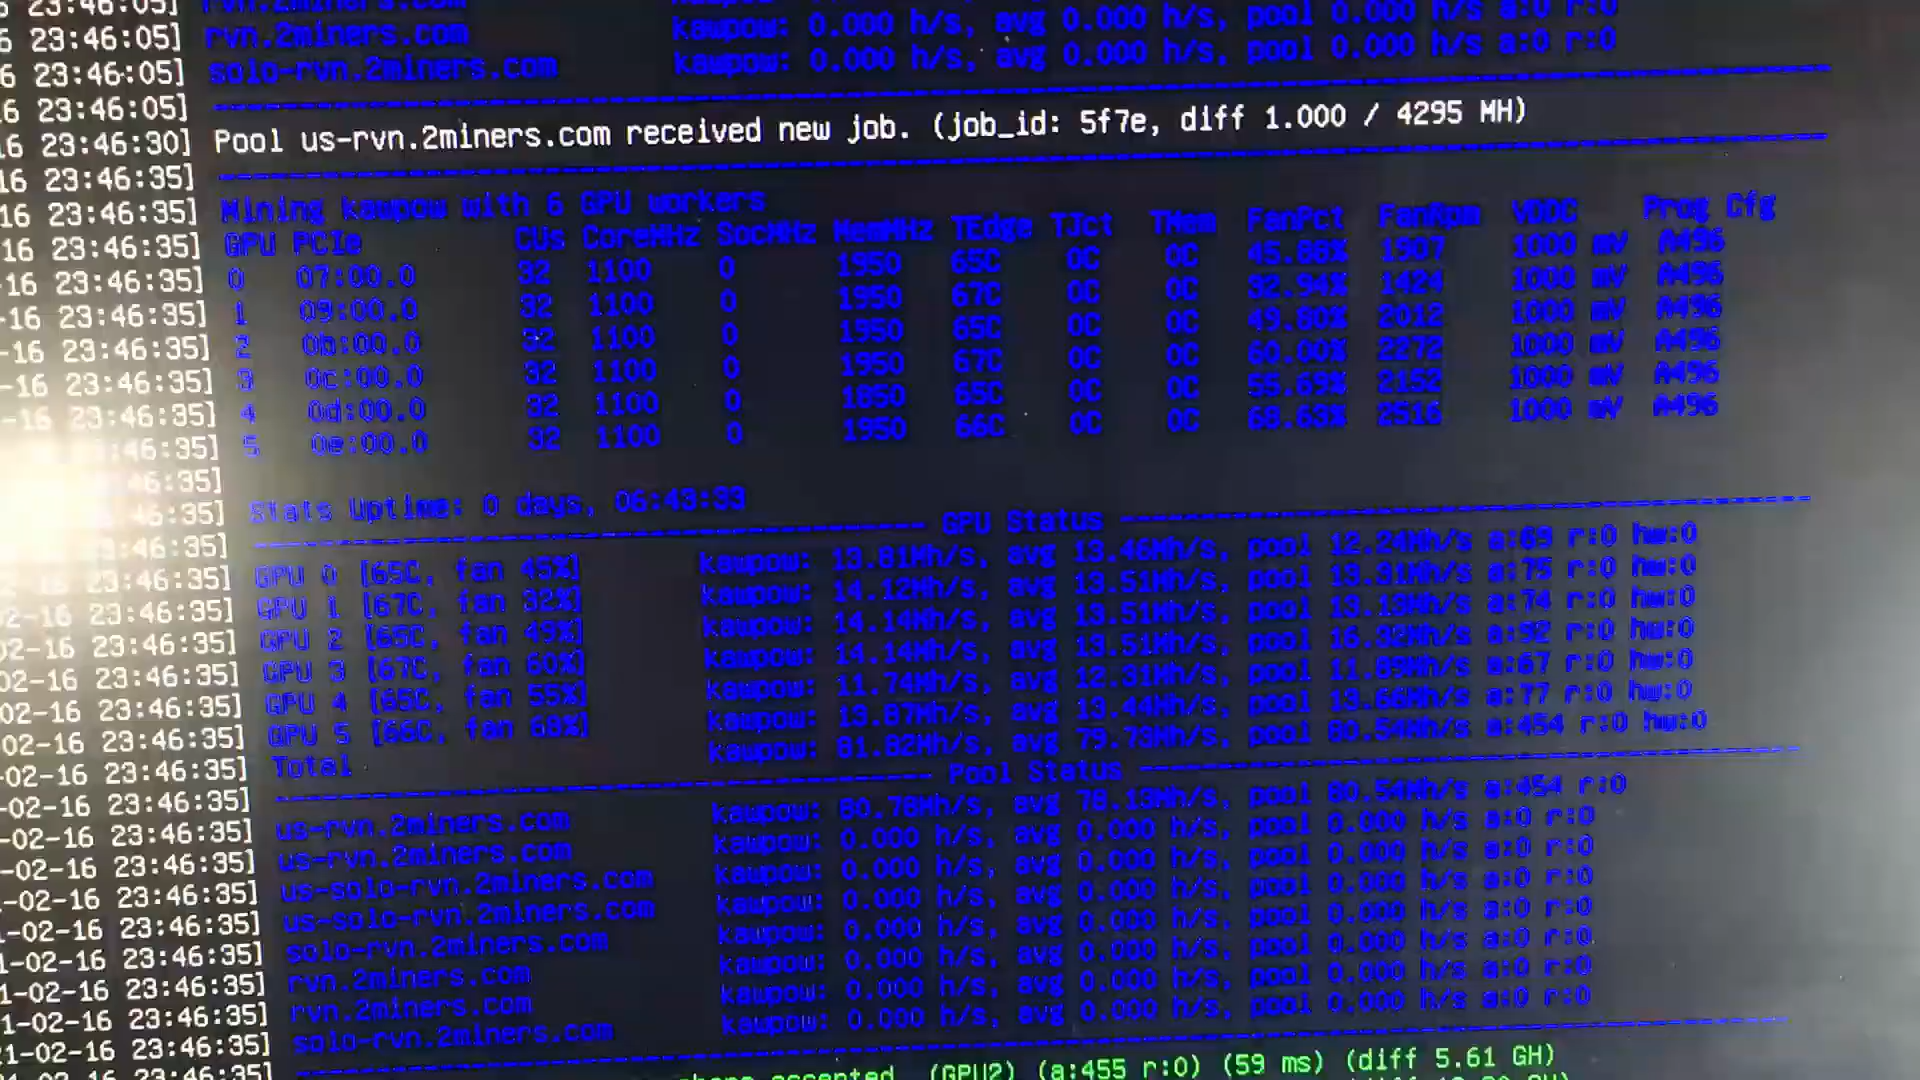 6 23:46:05] rvn.2miners.com kawpow: 0.000 h/s, avg 0.000 h/s, pool 0.000 h/s a:0 r:0
6 23:46:05] rvn.2miners.com kawpow: 0.000 h/s, avg 0.000 h/s, pool 0.000 h/s a:0 r:0
6 23:46:05] solo-rvn.2miners.com
6 23:46:05]
16 23:46:30] Pool us-rvn.2miners.com received new job. (job_id: 5f7e, diff 1.000 / 4295 MH)
16 23:46:35]
16 23:46:35] Mining kawpow with 6 GPU workers
-16 23:46:35] GPU PCIe CUs CoreMHz SocMHz MemMHz TEdge TJct TMem FanPct FanRpm VDDC Prog Cfg
-16 23:46:35] 0 07:00.0 32 1100 0 1950 65C 0C 0C 45.88% 1907 1000 mV A496
-16 23:46:35] 1 09:00.0 32 1100 0 1950 67C 0C 0C 32.94% 1424 1000 mV A496
-16 23:46:35] 2 0b:00.0 32 1100 0 1950 65C 0C 0C 49.80% 2012 1000 mV A496
-16 23:46:35] 3 0c:00.0 32 1100 0 1950 67C 0C 0C 60.00% 2272 1000 mV A496
-16 23:46:35] 4 0d:00.0 32 1100 0 1850 65C 0C 0C 55.69% 2152 1000 mV A496
:46:35] 5 0e:00.0 32 1100 0 1950 66C 0C 0C 68.63% 2516 1000 mV A496
46:35]
46:35] Stats Uptime: 0 days, 06:43:33
:46:35] GPU Status
23:46:35] GPU 0 [65C, fan 45%] kawpow: 13.81Mh/s, avg 13.46Mh/s, pool 12.24Mh/s a:69 r:0 hw:0
2-16 23:46:35] GPU 1 [67C, fan 32%] kawpow: 14.12Mh/s, avg 13.51Mh/s, pool 13.31Mh/s a:75 r:0 hw:0
02-16 23:46:35] GPU 2 [65C, fan 49%] kawpow: 14.14Mh/s, avg 13.51Mh/s, pool 13.13Mh/s a:74 r:0 hw:0
02-16 23:46:35] GPU 3 [67C, fan 60%] kawpow: 14.14Mh/s, avg 13.51Mh/s, pool 16.32Mh/s a:92 r:0 hw:0
02-16 23:46:35] GPU 4 [65C, fan 55%] kawpow: 11.74Mh/s, avg 12.31Mh/s, pool 11.89Mh/s a:67 r:0 hw:0
-02-16 23:46:35] GPU 5 [66C, fan 68%] kawpow: 13.87Mh/s, avg 13.44Mh/s, pool 13.66Mh/s a:77 r:0 hw:0
-02-16 23:46:35] Total kawpow: 81.82Mh/s, avg 79.73Mh/s, pool 80.54Mh/s a:454 r:0 hw:0
-02-16 23:46:35] Pool Status
-02-16 23:46:35] us-rvn.2miners.com kawpow: 80.78Mh/s, avg 78.13Mh/s, pool 80.54Mh/s a:454 r:0
-02-16 23:46:35] us-rvn.2miners.com kawpow: 0.000 h/s, avg 0.000 h/s, pool 0.000 h/s a:0 r:0
1-02-16 23:46:35] us-solo-rvn.2miners.com kawpow: 0.000 h/s, avg 0.000 h/s, pool 0.000 h/s a:0 r:0
1-02-16 23:46:35] us-solo-rvn.2miners.com kawpow: 0.000 h/s, avg 0.000 h/s, pool 0.000 h/s a:0 r:0
1-02-16 23:46:35] solo-rvn.2miners.com kawpow: 0.000 h/s, avg 0.000 h/s, pool 0.000 h/s a:0 r:0
1-02-16 23:46:35] rvn.2miners.com kawpow: 0.000 h/s, avg 0.000 h/s, pool 0.000 h/s a:0 r:0
21-02-16 23:46:35] rvn.2miners.com kawpow: 0.000 h/s, avg 0.000 h/s, pool 0.000 h/s a:0 r:0
23:46:35] solo-rvn.2miners.com kawpow: 0.000 h/s, avg 0.000 h/s, pool 0.000 h/s a:0 r:0
share accepted. (GPU2) (a:455 r:0) (59 ms) (diff 5.61 GH)